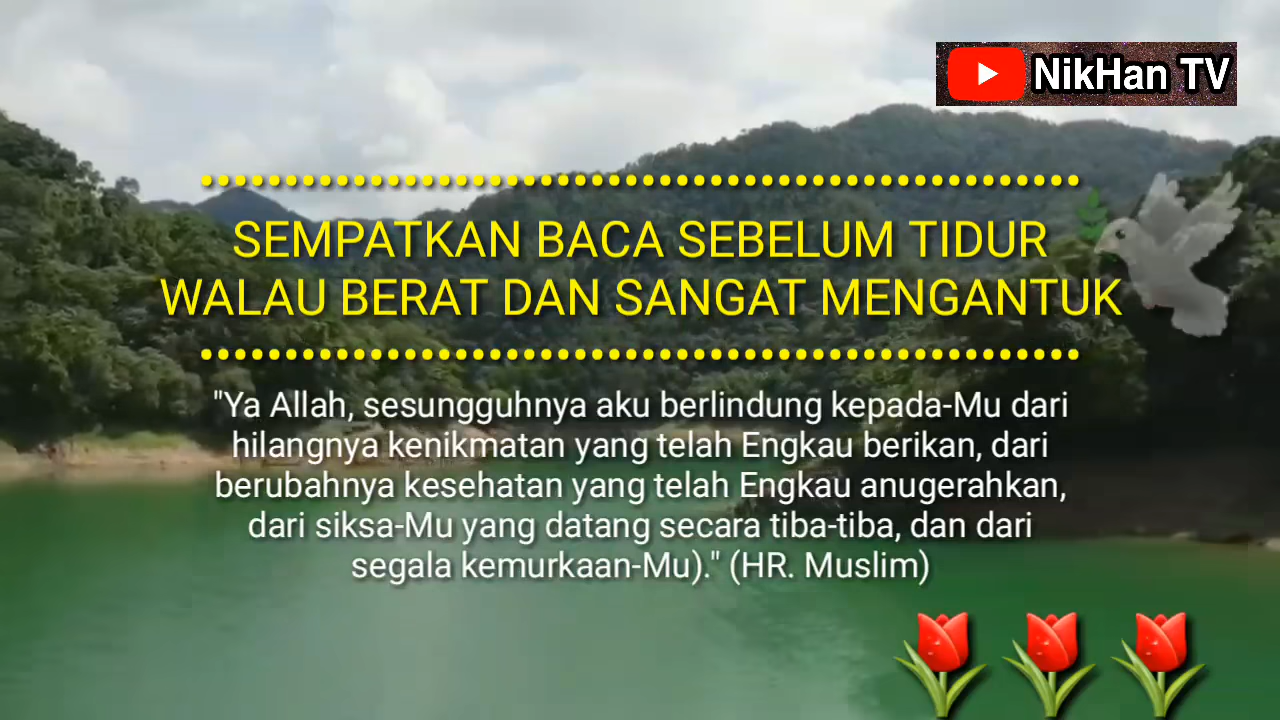 NikHan TV
SEMPATKAN BACA SEBELUM TIDUR
WALAU BERAT DAN SANGAT MENGANTUK
"Ya Allah, sesungguhnya aku berlindung kepada-Mu dari
hilangnya kenikmatan yang telah Engkau berikan, dari
berubahnya kesehatan yang telah Engkau anugerahkan,
dari siksa-Mu yang datang secara tiba-tiba, dan dari
segala kemurkaan-Mu)." (HR. Muslim)